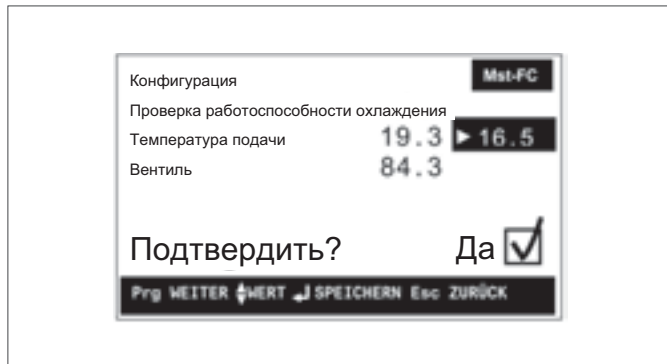 Конфигурация Mst-FC
Проверка работоспособности охлаждения
Температура подачи 19.3 ▶ 16.5
Вентиль 84.3
Подтвердить? Да ☑
Prg WEITER WERT SPEICHERN Esc ZURÜCK